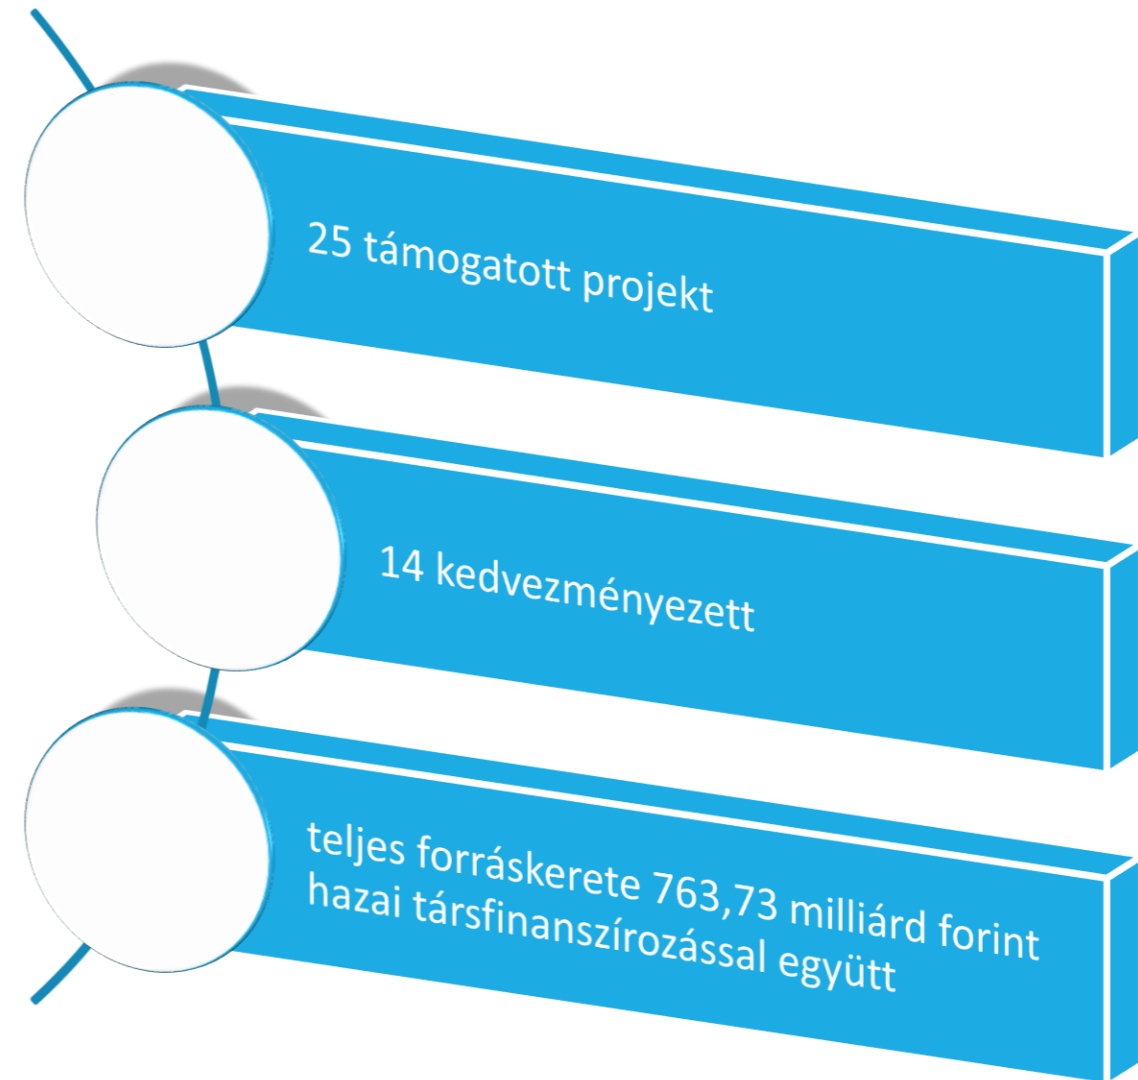 25 támogatott projekt
14 kedvezményezett
teljes forráskerete 763,73 milliárd forint
hazai társfinanszírozással együtt